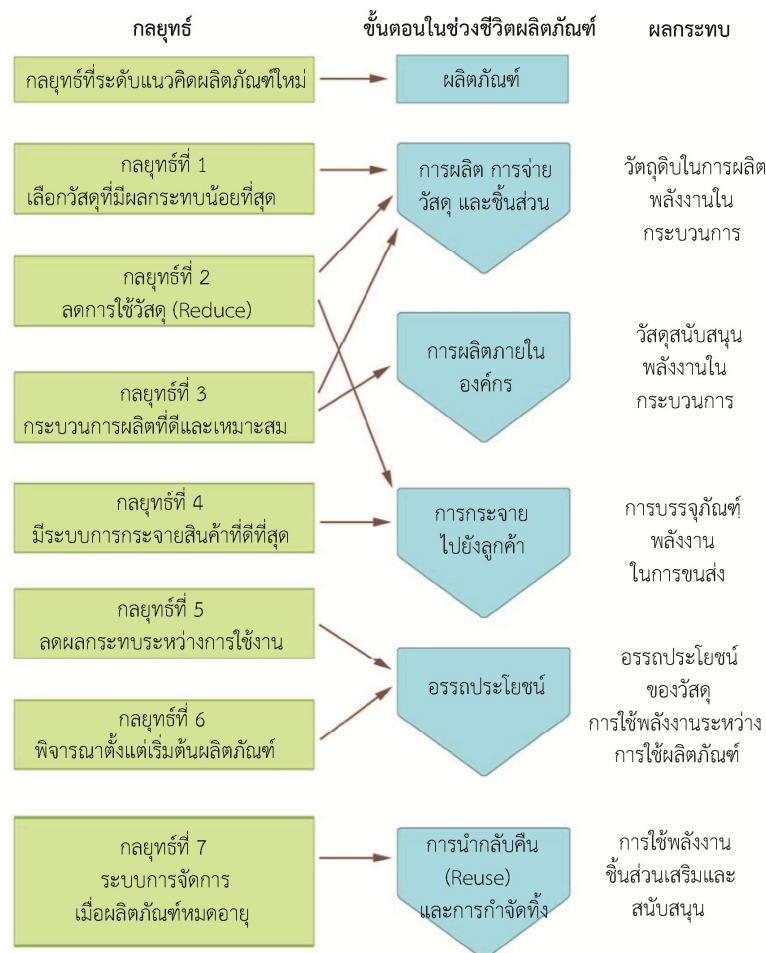 กลยุทธ์
ขั้นตอนในช่วงชีวิตผลิตภัณฑ์
ผลกระทบ
กลยุทธ์ที่ระดับแนวคิดผลิตภัณฑ์ใหม่
ผลิตภัณฑ์
กลยุทธ์ที่ 1
เลือกวัสดุที่มีผลกระทบน้อยที่สุด
การผลิต การจ่าย
วัสดุ และชิ้นส่วน
วัตถุดิบในการผลิต
พลังงานใน
กระบวนการ
กลยุทธ์ที่ 2
ลดการใช้วัสดุ (Reduce)
กลยุทธ์ที่ 3
กระบวนการผลิตที่ดีและเหมาะสม
การผลิตภายใน
องค์กร
วัสดุสนับสนุน
พลังงานใน
กระบวนการ
กลยุทธ์ที่ 4
มีระบบการกระจายสินค้าที่ดีที่สุด
การกระจาย
ไปยังลูกค้า
การบรรจุภัณฑ์
พลังงาน
ในการขนส่ง
กลยุทธ์ที่ 5
ลดผลกระทบระหว่างการใช้งาน
กลยุทธ์ที่ 6
พิจารณาตั้งแต่เริ่มต้นผลิตภัณฑ์
อรรถประโยชน์
อรรถประโยชน์
ของวัสดุ
การใช้พลังงานระหว่าง
การใช้ผลิตภัณฑ์
กลยุทธ์ที่ 7
ระบบการจัดการ
เมื่อผลิตภัณฑ์หมดอายุ
การนำกลับคืน
(Reuse)
และการกำจัดทิ้ง
การใช้พลังงาน
ชิ้นส่วนเสริมและ
สนับสนุน